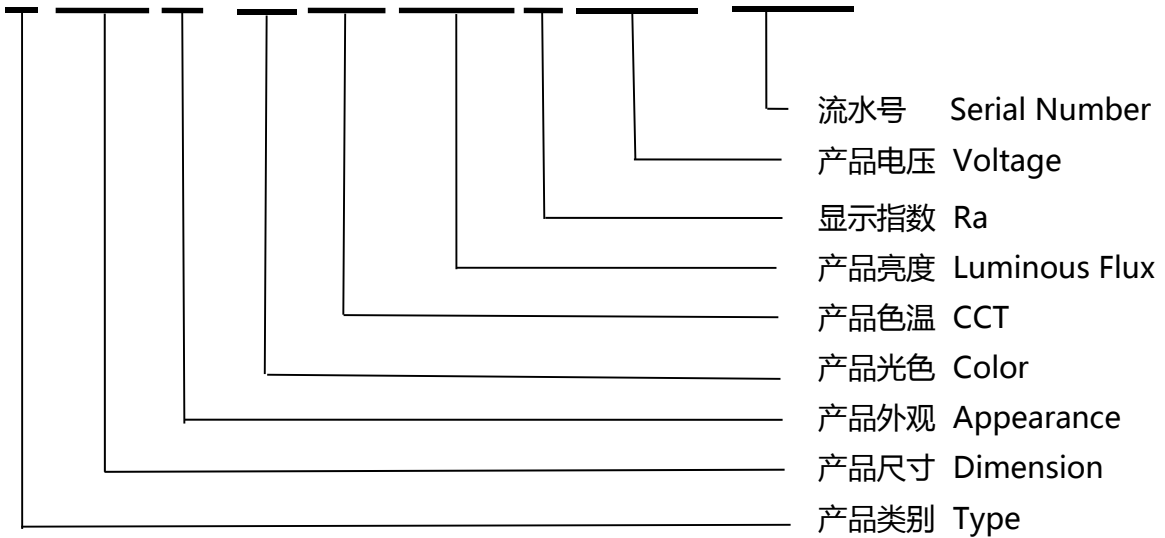 流水号 Serial Number
产品电压 Voltage
显示指数 Ra
产品亮度 Luminous Flux
产品色温 CCT
产品光色 Color
产品外观 Appearance
产品尺寸 Dimension
产品类别 Type